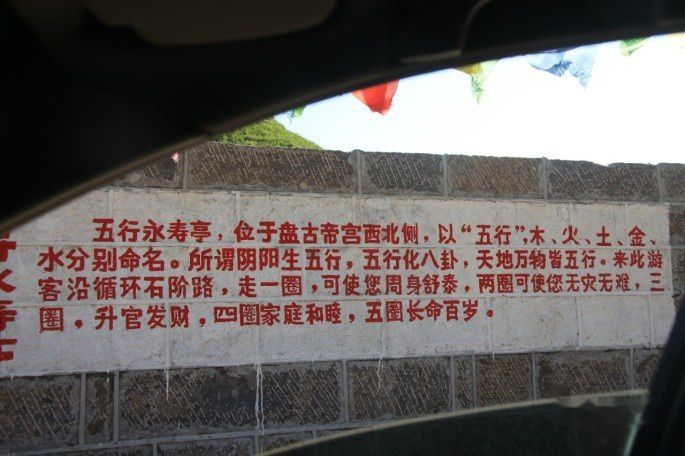 五行永寿亭，位于盘古帝宫西北侧，以“五行”，木、火、土、金、
水分别命名。所谓阴阳生五行，五行化八卦，天地万物皆五行。来此游
客沿循环石阶路，走一圈，可使您周身舒泰，两圈可使您无灾无难，三
圈，升官发财，四圈家庭和睦，五圈长命百岁。